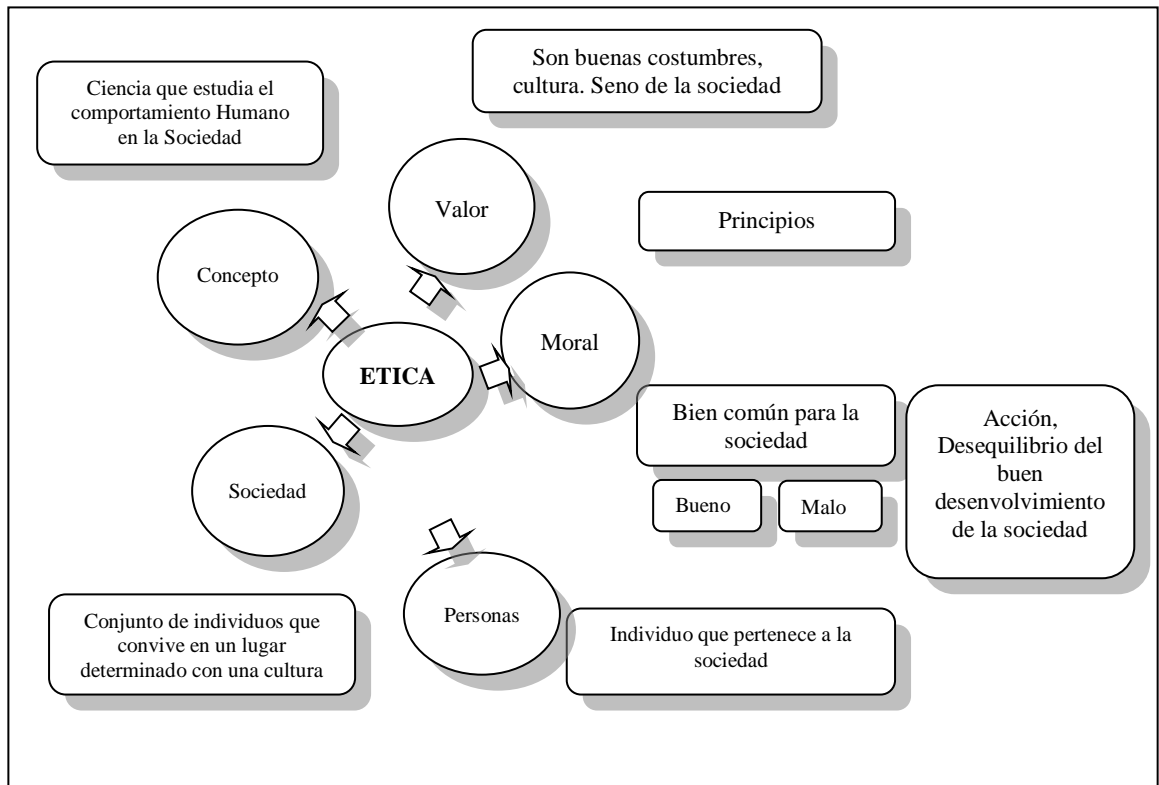 Son buenas costumbres,
cultura. Seno de la sociedad
Ciencia que estudia el
comportamiento Humano
en la Sociedad
Valor
Principios
Concepto
Moral
ETICA
Bien común para la
sociedad
Bueno
Malo
Acción,
Desequilibrio del
buen
desenvolvimiento
de la sociedad
Sociedad
Personas
Conjunto de individuos que
convive en un lugar
determinado con una cultura
Individuo que pertenece a la
sociedad